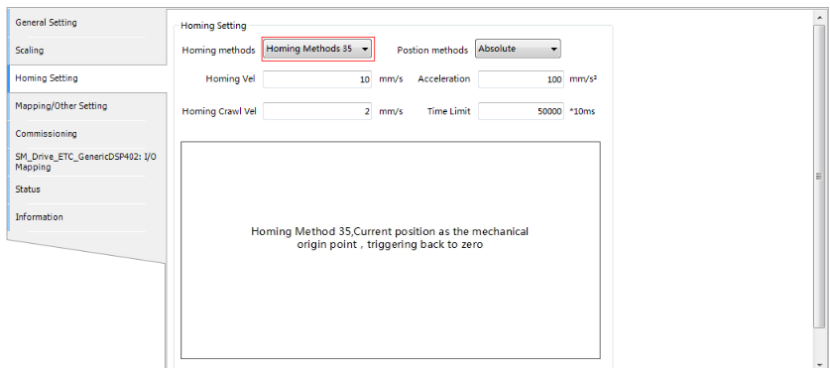 General Setting
Scaling
Homing Setting
Mapping/Other Setting
Commissioning
SM_Drive_ETC_GenericDSP402: I/O
Mapping
Status
Information
Homing Setting
Homing methods Homing Methods 35 Postion methods Absolute
Homing Vel 10 mm/s Acceleration 100 mm/s²
Homing Crawl Vel 2 mm/s Time Limit 50000 *10ms
Homing Method 35,Current position as the mechanical
origin point , triggering back to zero